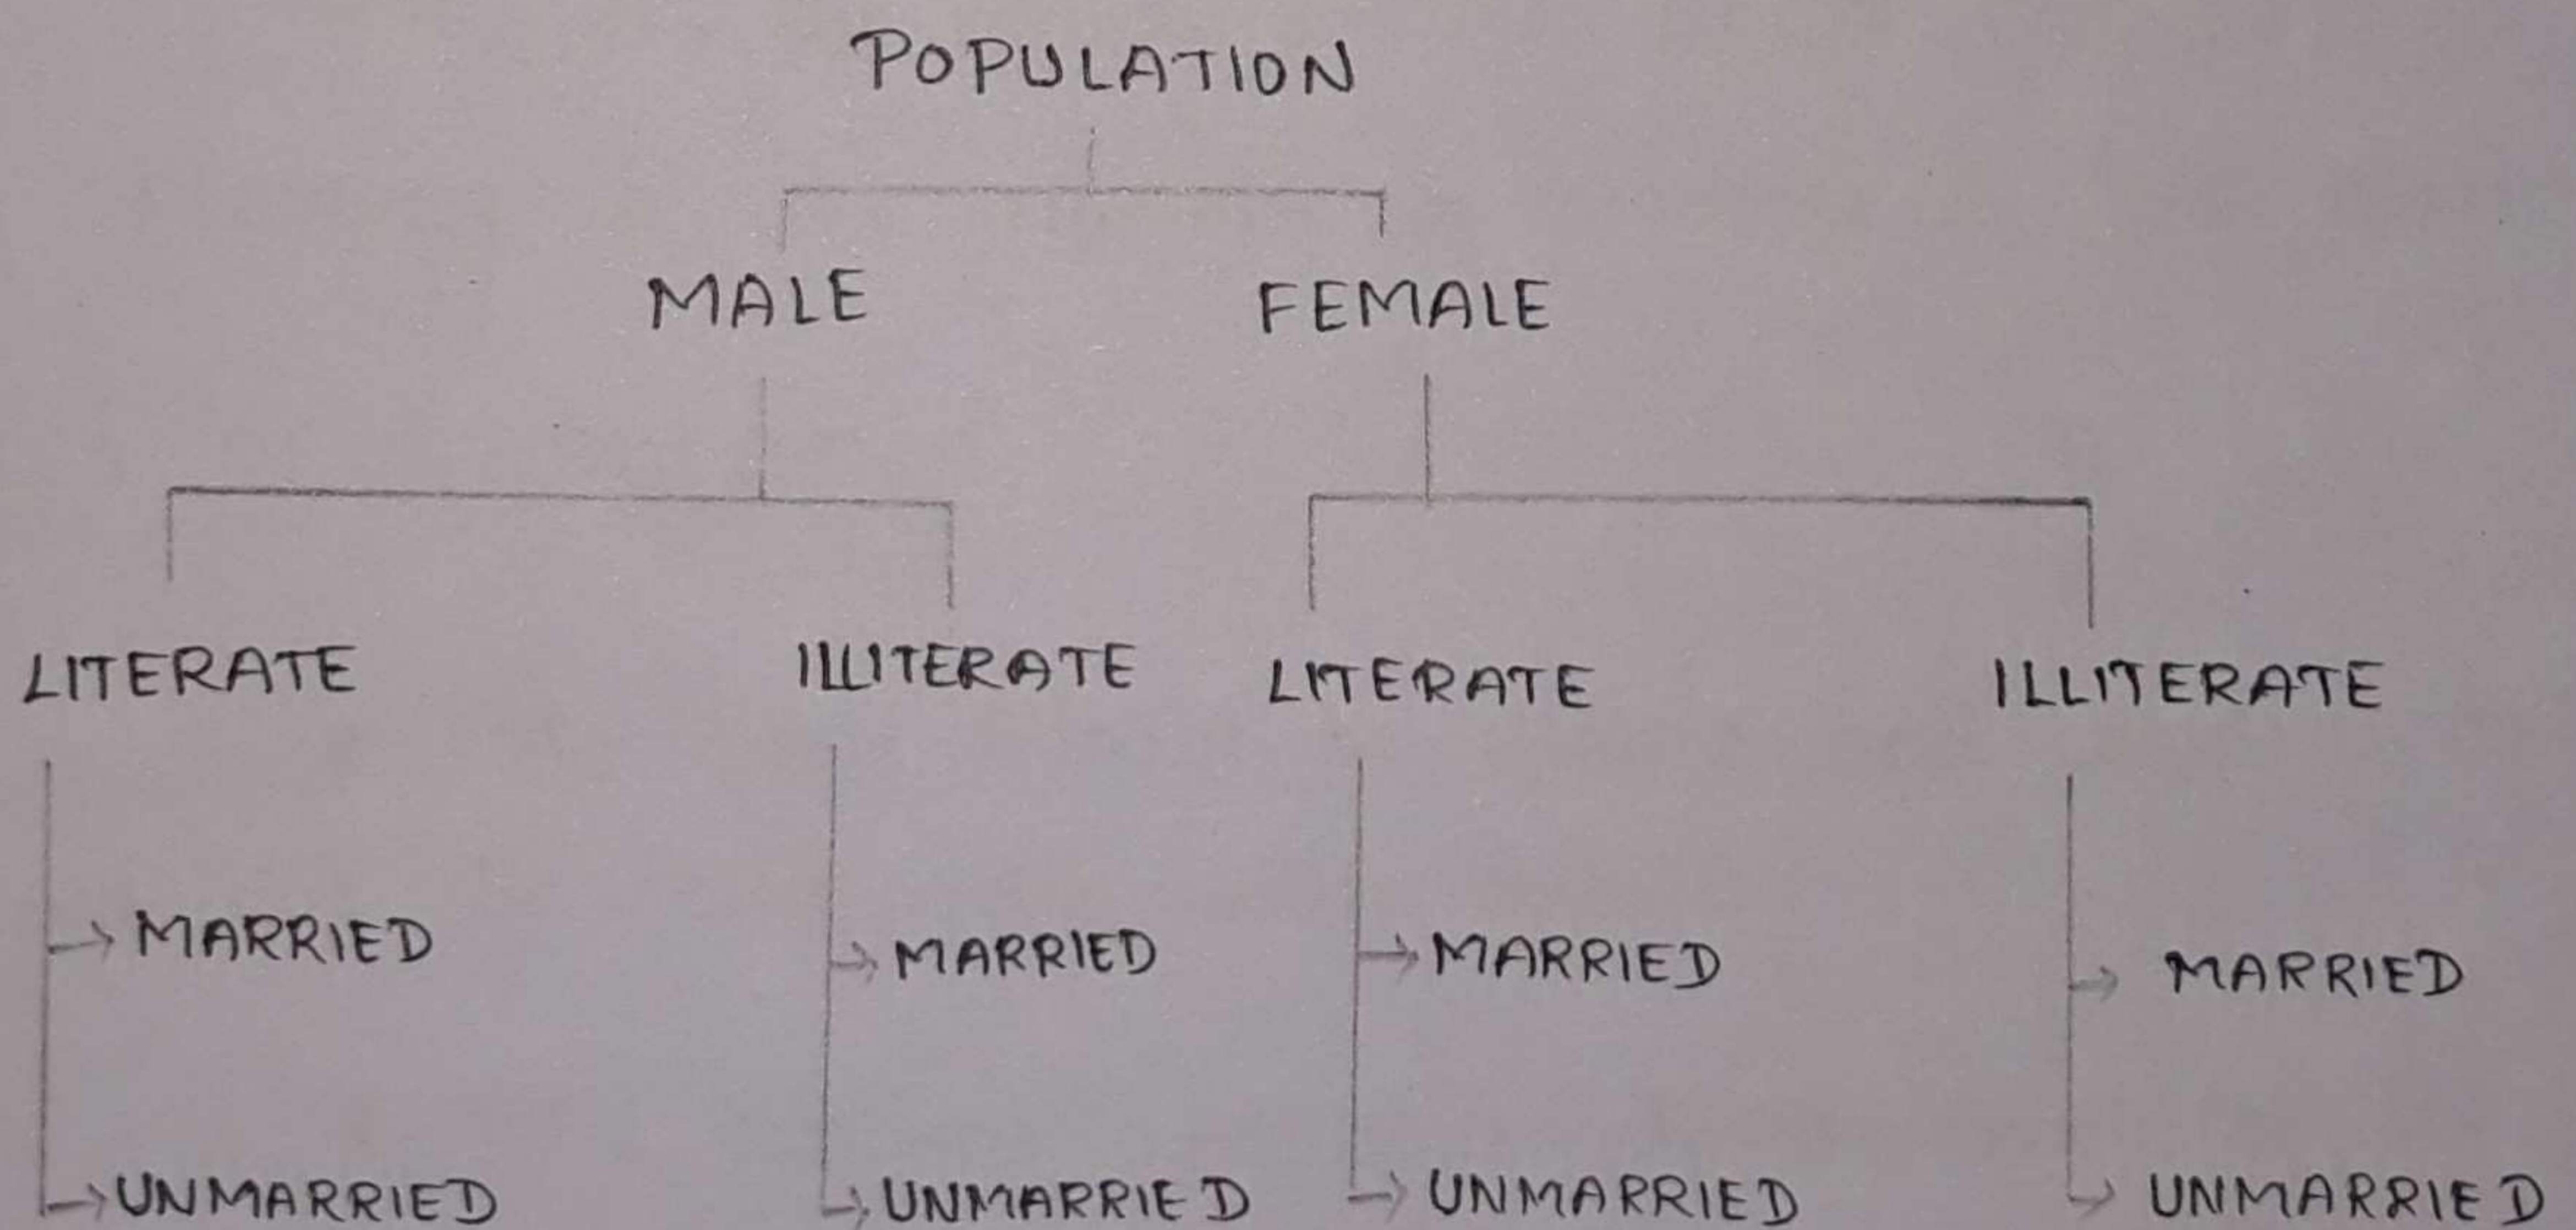 POPULATION
MALE FEMALE
LITERATE ILLITERATE LITERATE ILLITERATE
MARRIED MARRIED MARRIED MARRIED
UNMARRIED UNMARRIED UNMARRIED UNMARRIED